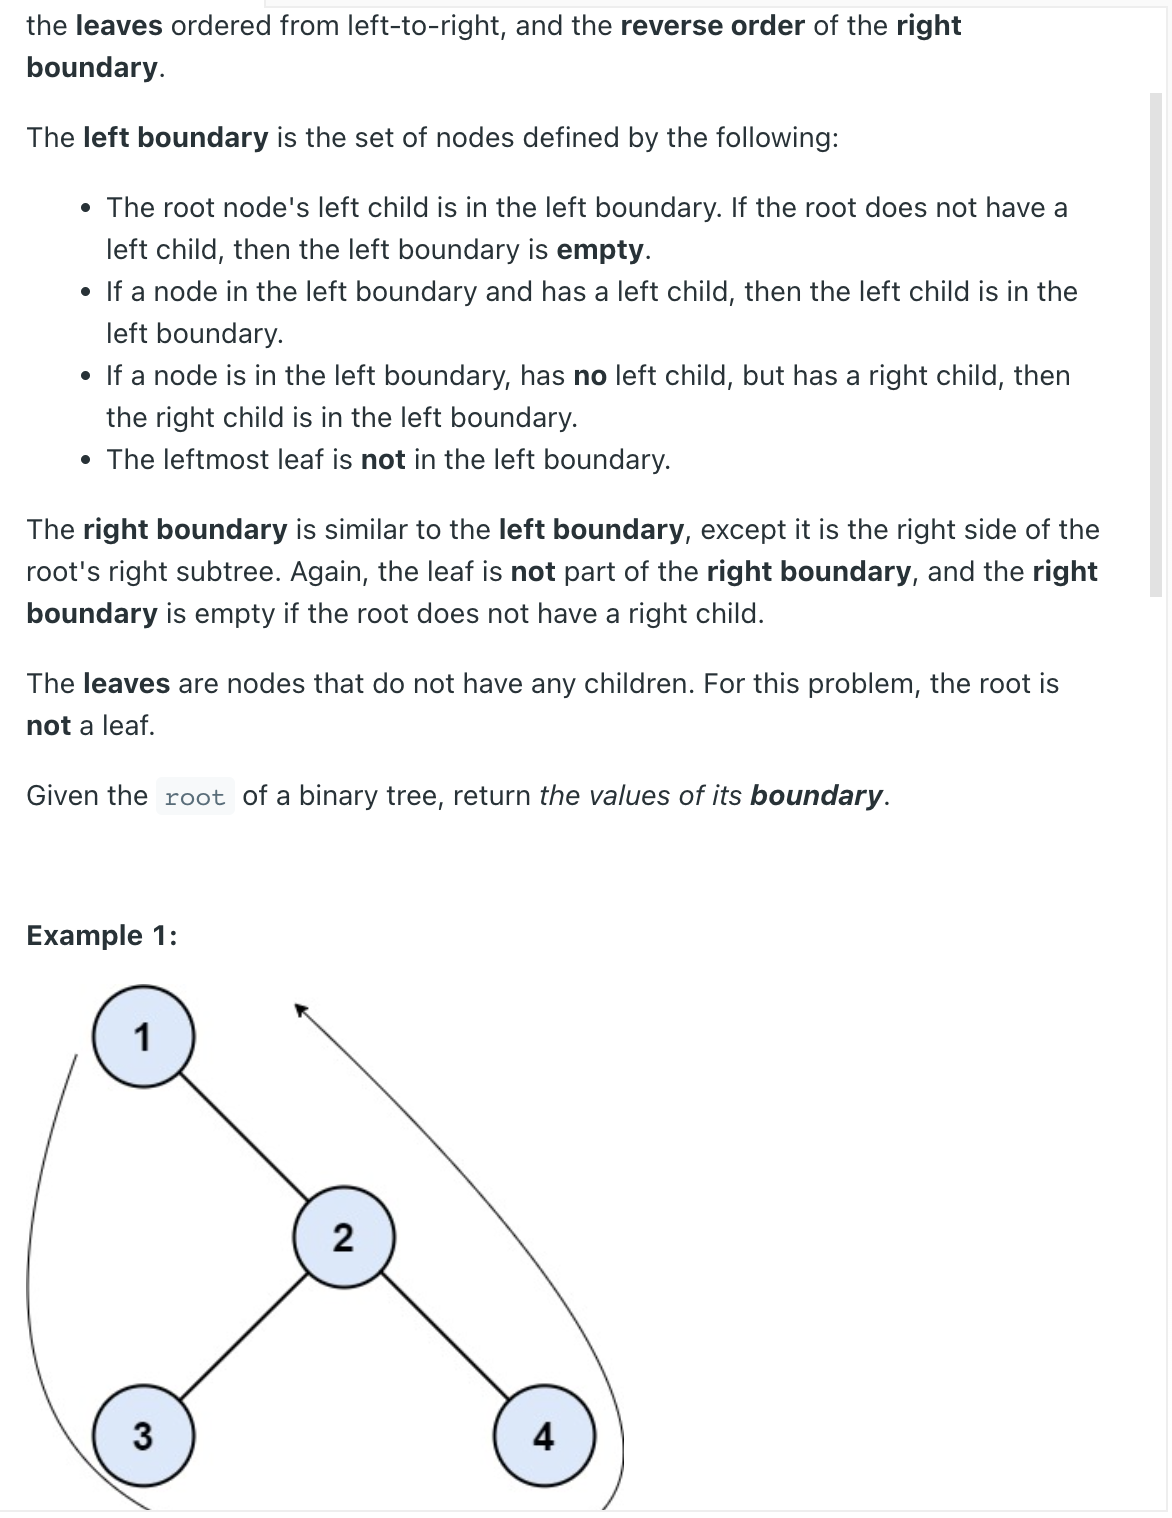 the leaves ordered from left-to-right, and the reverse order of the right
boundary.
The left boundary is the set of nodes defined by the following:
• The root node's left child is in the left boundary. If the root does not have a
left child, then the left boundary is empty.
• If a node in the left boundary and has a left child, then the left child is in the
left boundary.
• If a node is in the left boundary, has no left child, but has a right child, then
the right child is in the left boundary.
• The leftmost leaf is not in the left boundary.
The right boundary is similar to the left boundary, except it is the right side of the
root's right subtree. Again, the leaf is not part of the right boundary, and the right
boundary is empty if the root does not have a right child.
The leaves are nodes that do not have any children. For this problem, the root is
not a leaf.
Given the root of a binary tree, return the values of its boundary.
Example 1:
1
2
3
4